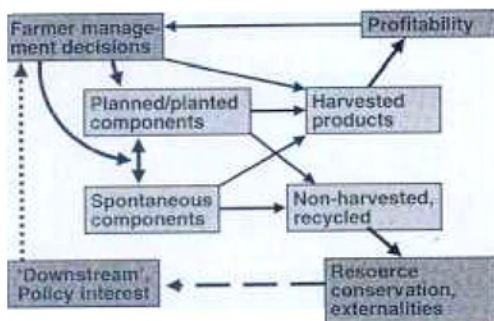 Farmer manage-
ment decisions
Profitability
Planned/planted
components
Harvested
products
Spontaneous
components
Non-harvested,
recycled
'Downstream',
Policy interest
Resource
conservation,
externalities